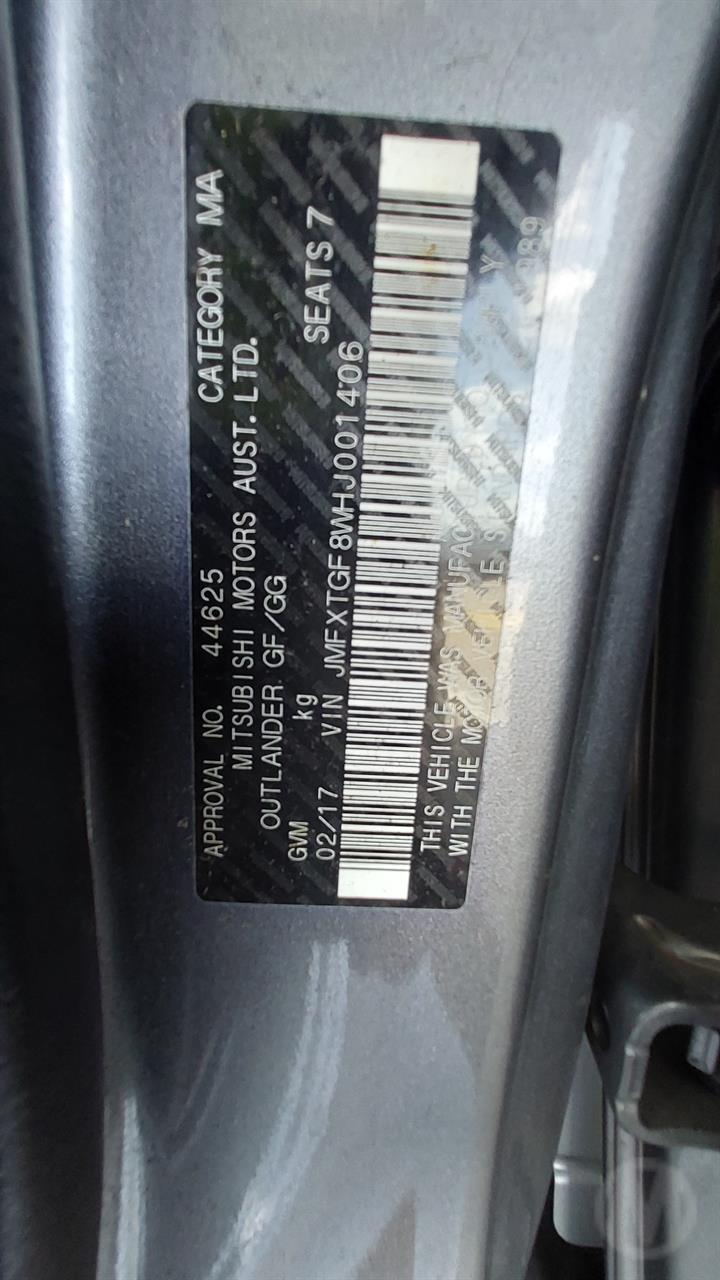 APPROVAL NO. 44625 CATEGORY MA
MITSUBISHI MOTORS AUST. LTD.
OUTLANDER GF/GG
GVM kg SEATS 7
02/17 VIN JMFXTGF8WHJ001406
THIS VEHICLE WAS
WITH THE